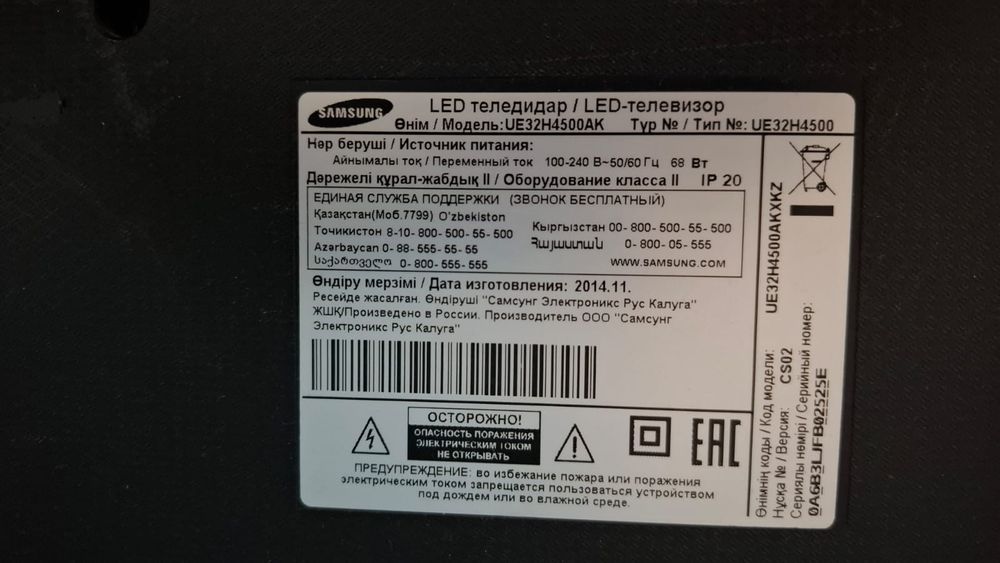 SAMSUNG
LED теледидар / LED-телевизор
Өнім / Модель:UE32H4500AK Түр № / Тип №: UE32H4500
Нәр беруші / Источник питания:
Айнымалы ток / Переменный ток 100-240 В~50/60 Гц 68 Вт
Дәрежелі құрал-жабдық II / Оборудование класса II IP 20
ЕДИНАЯ СЛУЖБА ПОДДЕРЖКИ (ЗВОНОК БЕСПЛАТНЫЙ)
Қазақстан(Моб.7799) O'zbekiston
Точикистон 8-10- 800- 500- 55- 500
Кыргызстан 00- 800- 500- 55- 500
Azərbaycan 0- 88- 555- 55- 55
Հայաստան 0- 800- 05- 555
საქართველო 0- 800- 555- 555
WWW.SAMSUNG.COM
Өндіру мерзімі / Дата изготовления: 2014.11.
Ресейде жасалған. Өндіруші "Самсунг Электроникс Рус Калуга"
ЖШҚ/Произведено в России. Производитель ООО "Самсунг
Электроникс Рус Калуга"
ОСТОРОЖНО!
ОПАСНОСТЬ ПОРАЖЕНИЯ
ЭЛЕКТРИЧЕСКИМ ТОКОМ
НЕ ОТКРЫВАТЬ
EAC
ПРЕДУПРЕЖДЕНИЕ: во избежание пожара или поражения
электрическим током запрещается пользоваться устройством
под дождем или во влажной среде.
Өнімнің коды / Код модели: UE32H4500AKXKZ
Нұсқа № / Версия: CS02
Сериялы нөмірі / Серийный номер:
0A6B3LJFB02525E